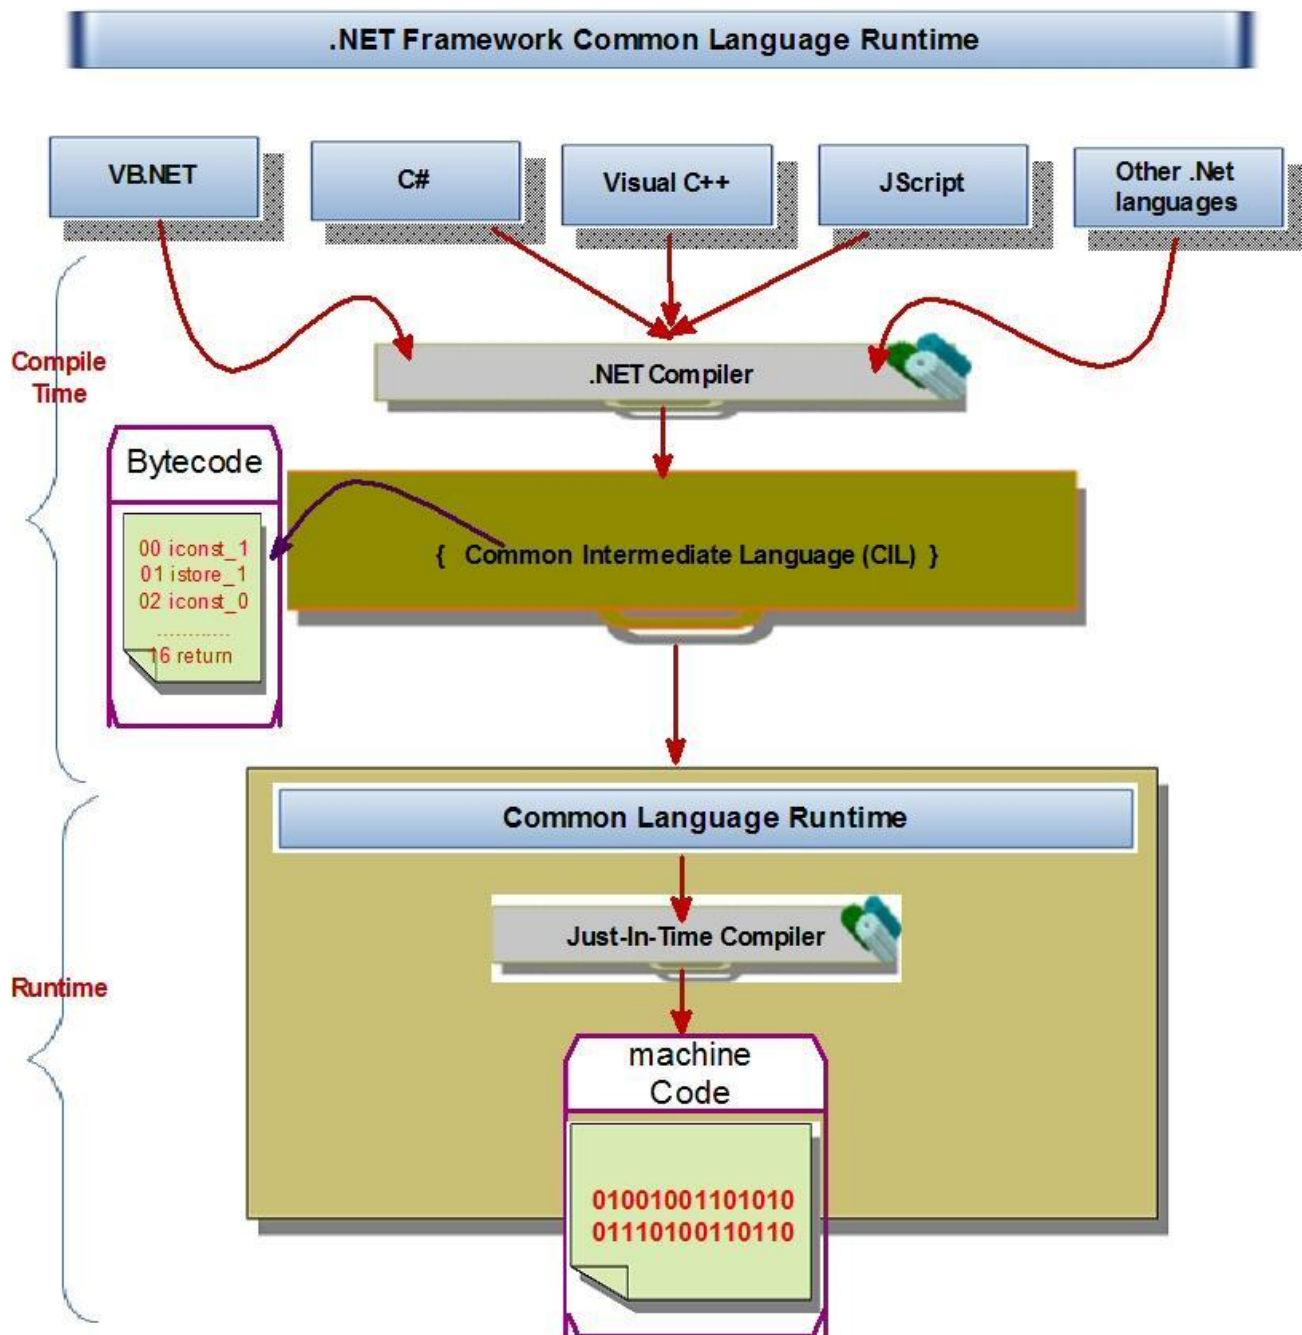 .NET Framework Common Language Runtime
VB.NET
C#
Visual C++
JScript
Other .Net
languages
Compile
Time
.NET Compiler
Bytecode
00 iconst_1
01 istore_1
02 iconst_0
............
16 return
{ Common Intermediate Language (CIL) }
Common Language Runtime
Just-In-Time Compiler
Runtime
machine
Code
01001001101010
01110100110110